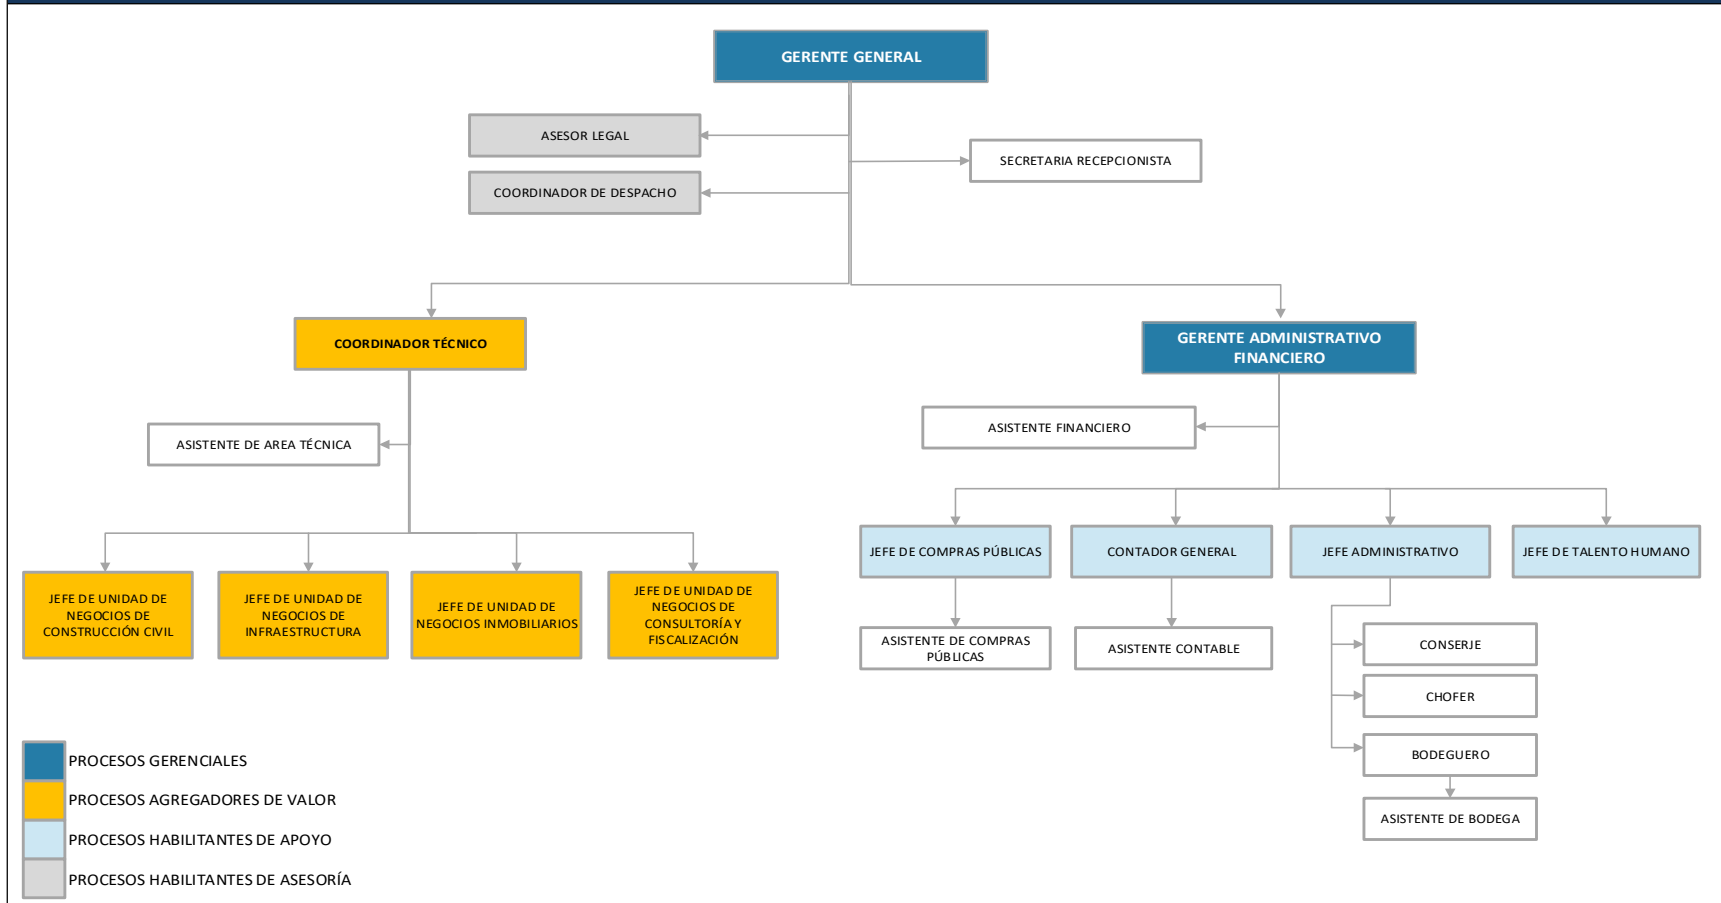 GERENTE GENERAL
ASESOR LEGAL
SECRETARIA RECEPCIONISTA
COORDINADOR DE DESPACHO
COORDINADOR TÉCNICO
GERENTE ADMINISTRATIVO
FINANCIERO
ASISTENTE DE AREA TÉCNICA
ASISTENTE FINANCIERO
JEFE DE UNIDAD DE
NEGOCIOS DE
CONSTRUCCIÓN CIVIL
JEFE DE UNIDAD DE
NEGOCIOS DE
INFRAESTRUCTURA
JEFE DE UNIDAD DE
NEGOCIOS INMOBILIARIOS
JEFE DE UNIDAD DE
NEGOCIOS DE
CONSULTORÍA Y
FISCALIZACIÓN
JEFE DE COMPRAS PÚBLICAS
CONTADOR GENERAL
JEFE ADMINISTRATIVO
JEFE DE TALENTO HUMANO
ASISTENTE DE COMPRAS
PÚBLICAS
ASISTENTE CONTABLE
CONSERJE
CHOFER
BODEGUERO
ASISTENTE DE BODEGA
PROCESOS GERENCIALES
PROCESOS AGREGADORES DE VALOR
PROCESOS HABILITANTES DE APOYO
PROCESOS HABILITANTES DE ASESORÍA